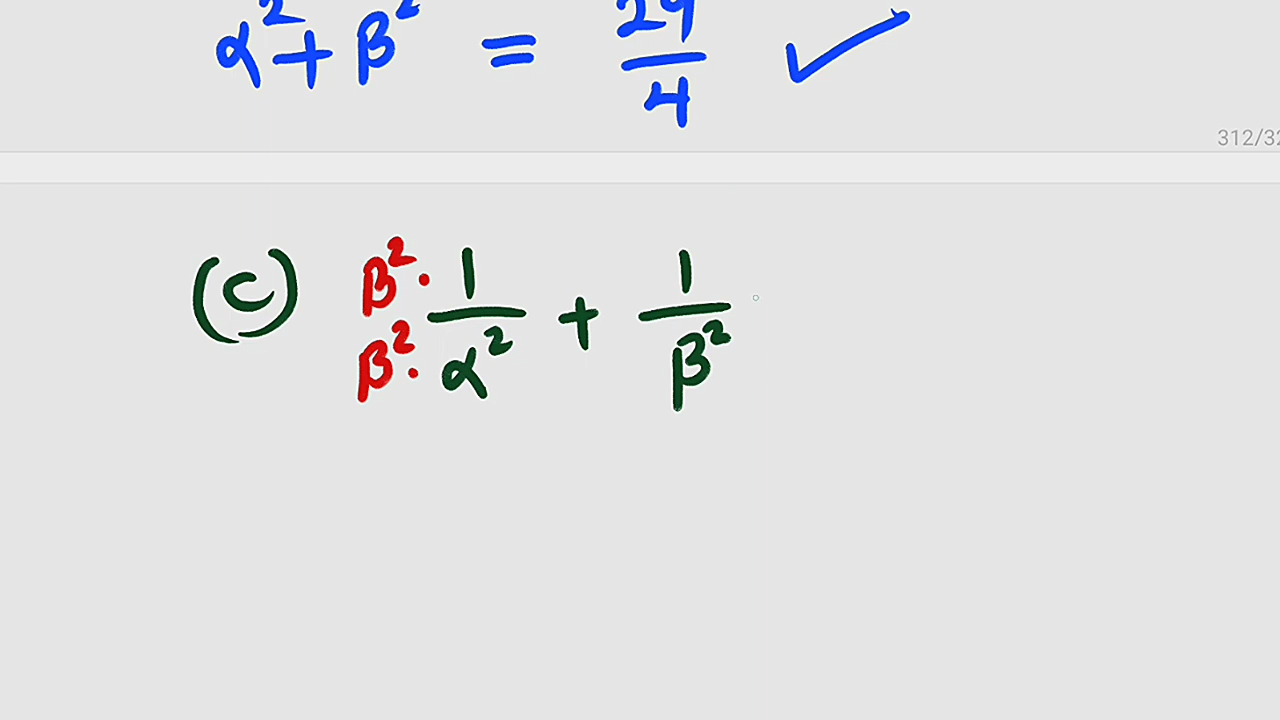 α² + β² = 29/4 ✓
312/32
(c) β²·1/β²·α² + 1/β²